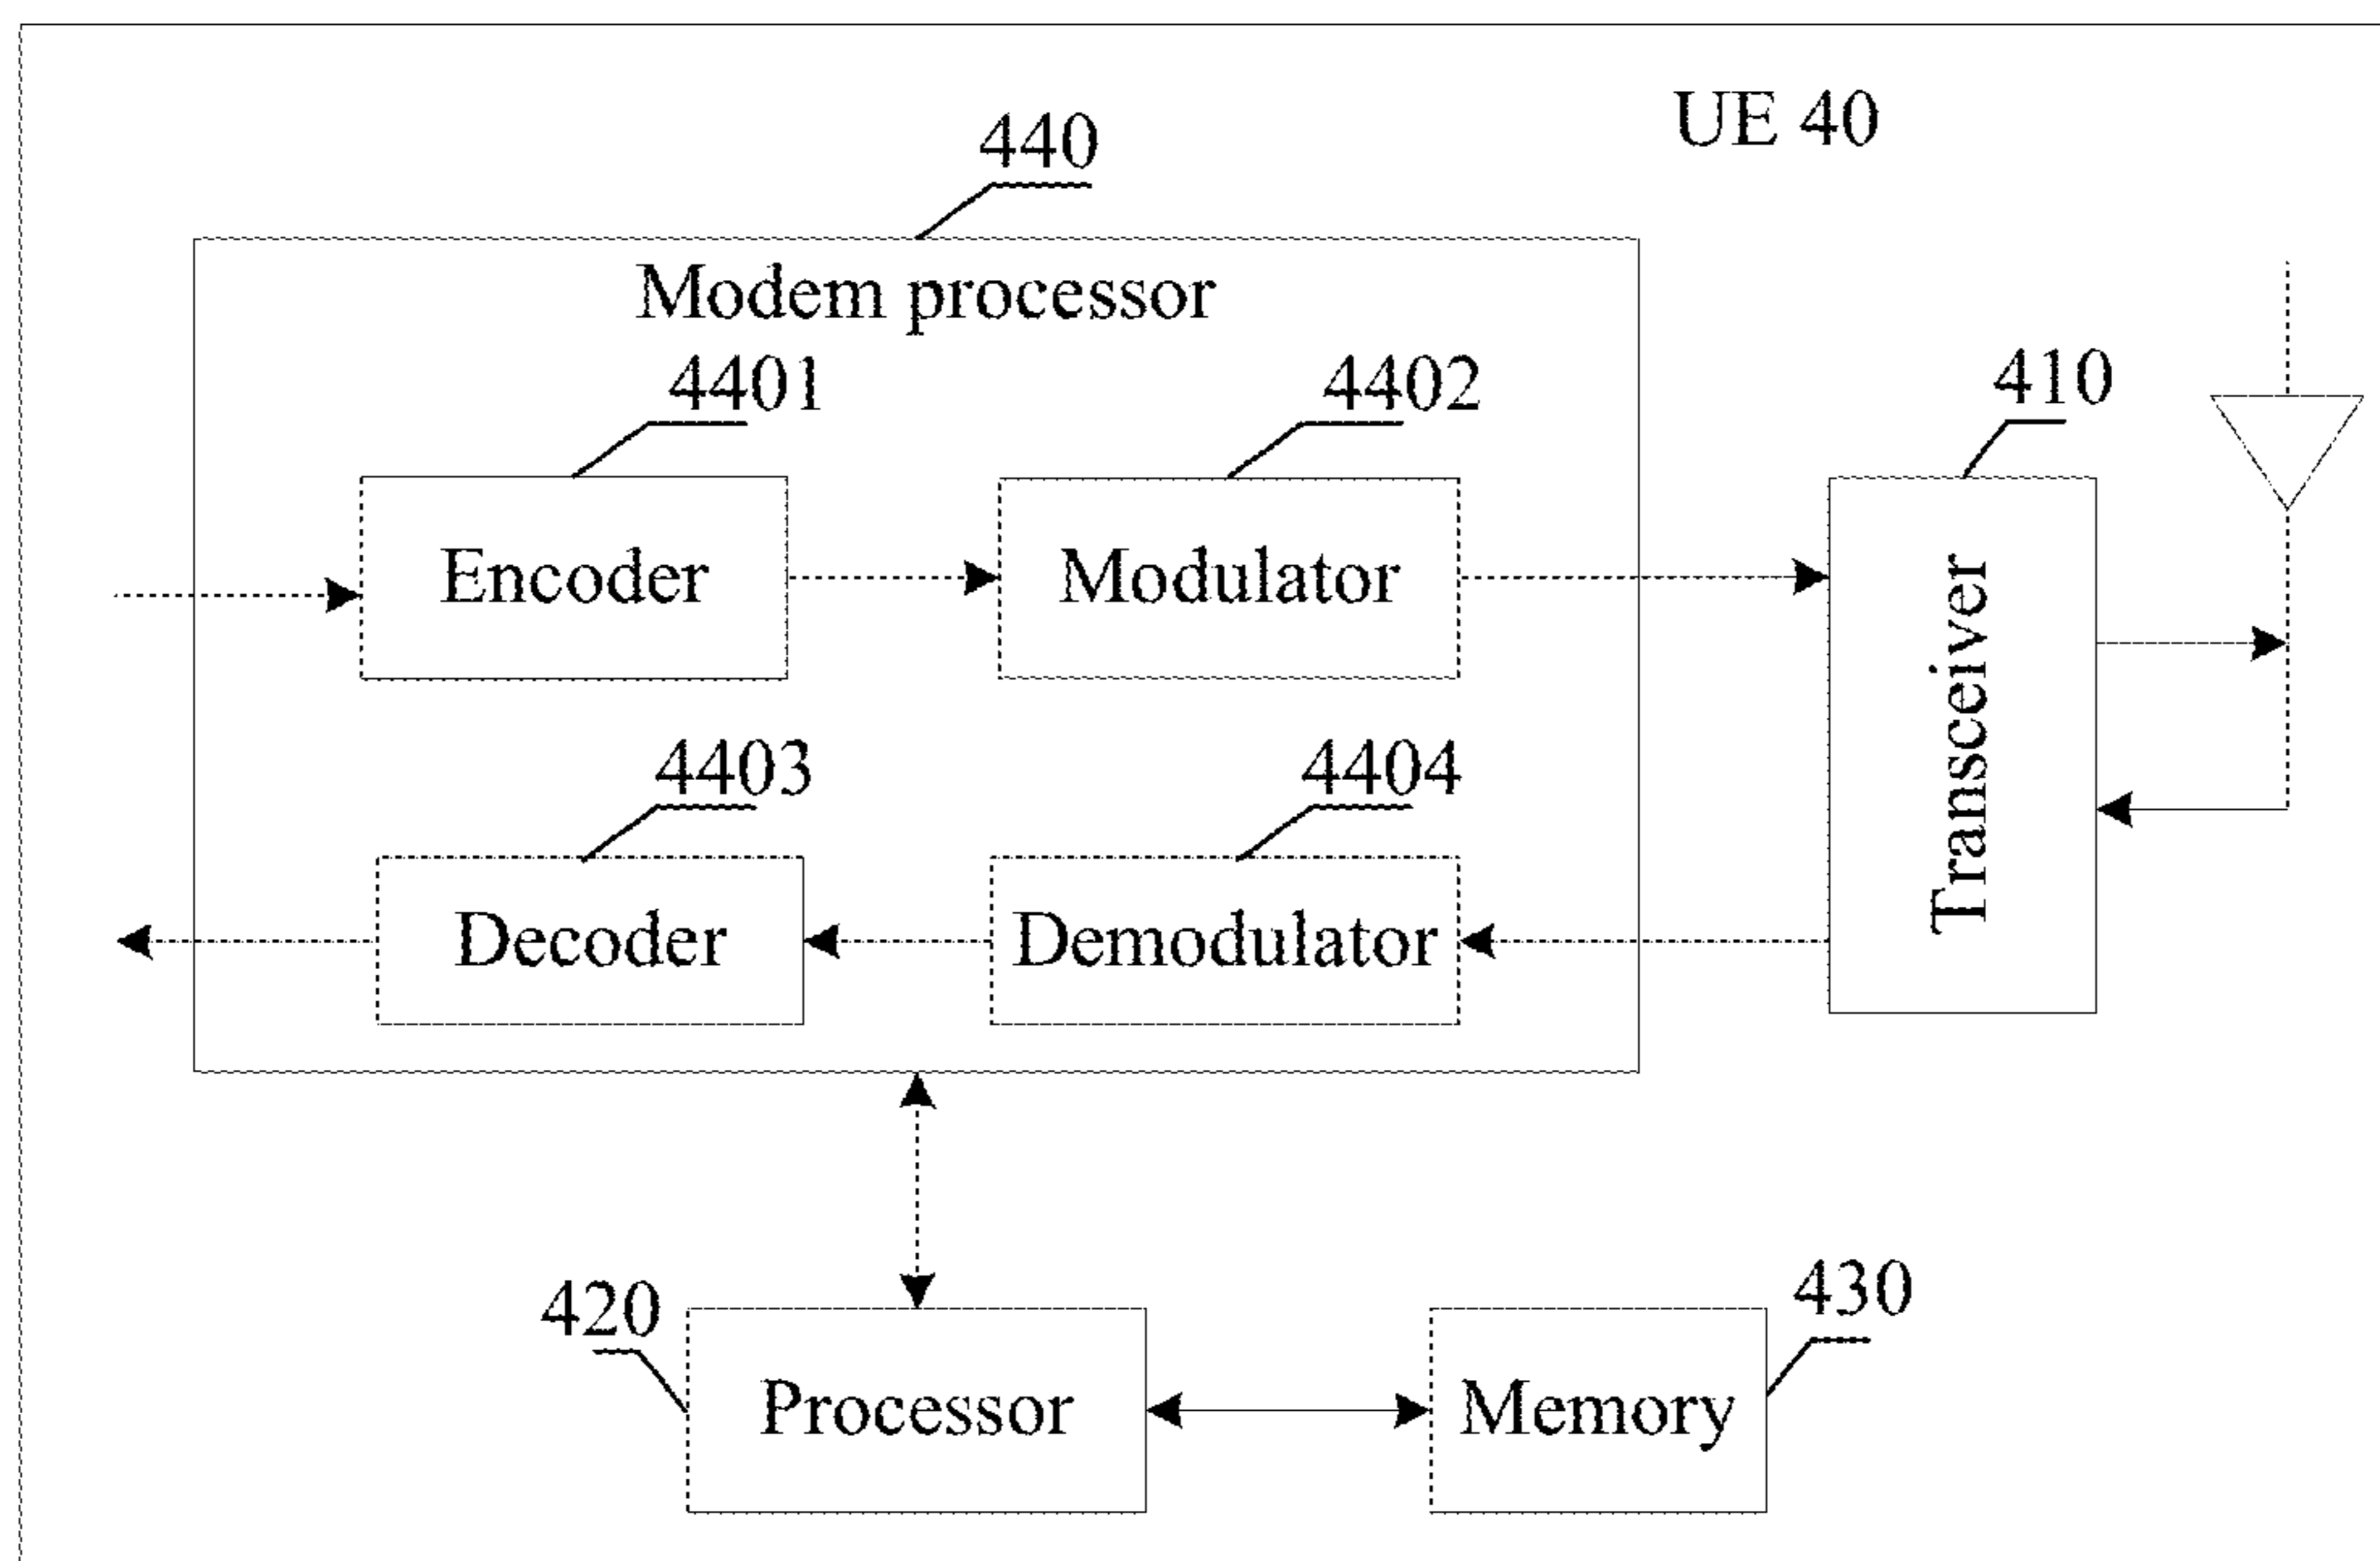 UE 40
440
Modem processor
4401
4402
410
Encoder
Modulator
Transceiver
4403
4404
Decoder
Demodulator
420
430
Processor
Memory